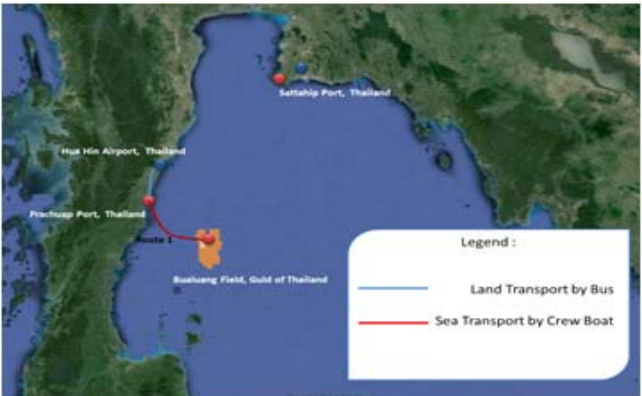 Sattahip Port, Thailand
Hua Hin Airport, Thailand
Prachuap Port, Thailand
Route 1
Bualuang Field, Guld of Thailand
Legend :
Land Transport by Bus
Sea Transport by Crew Boat